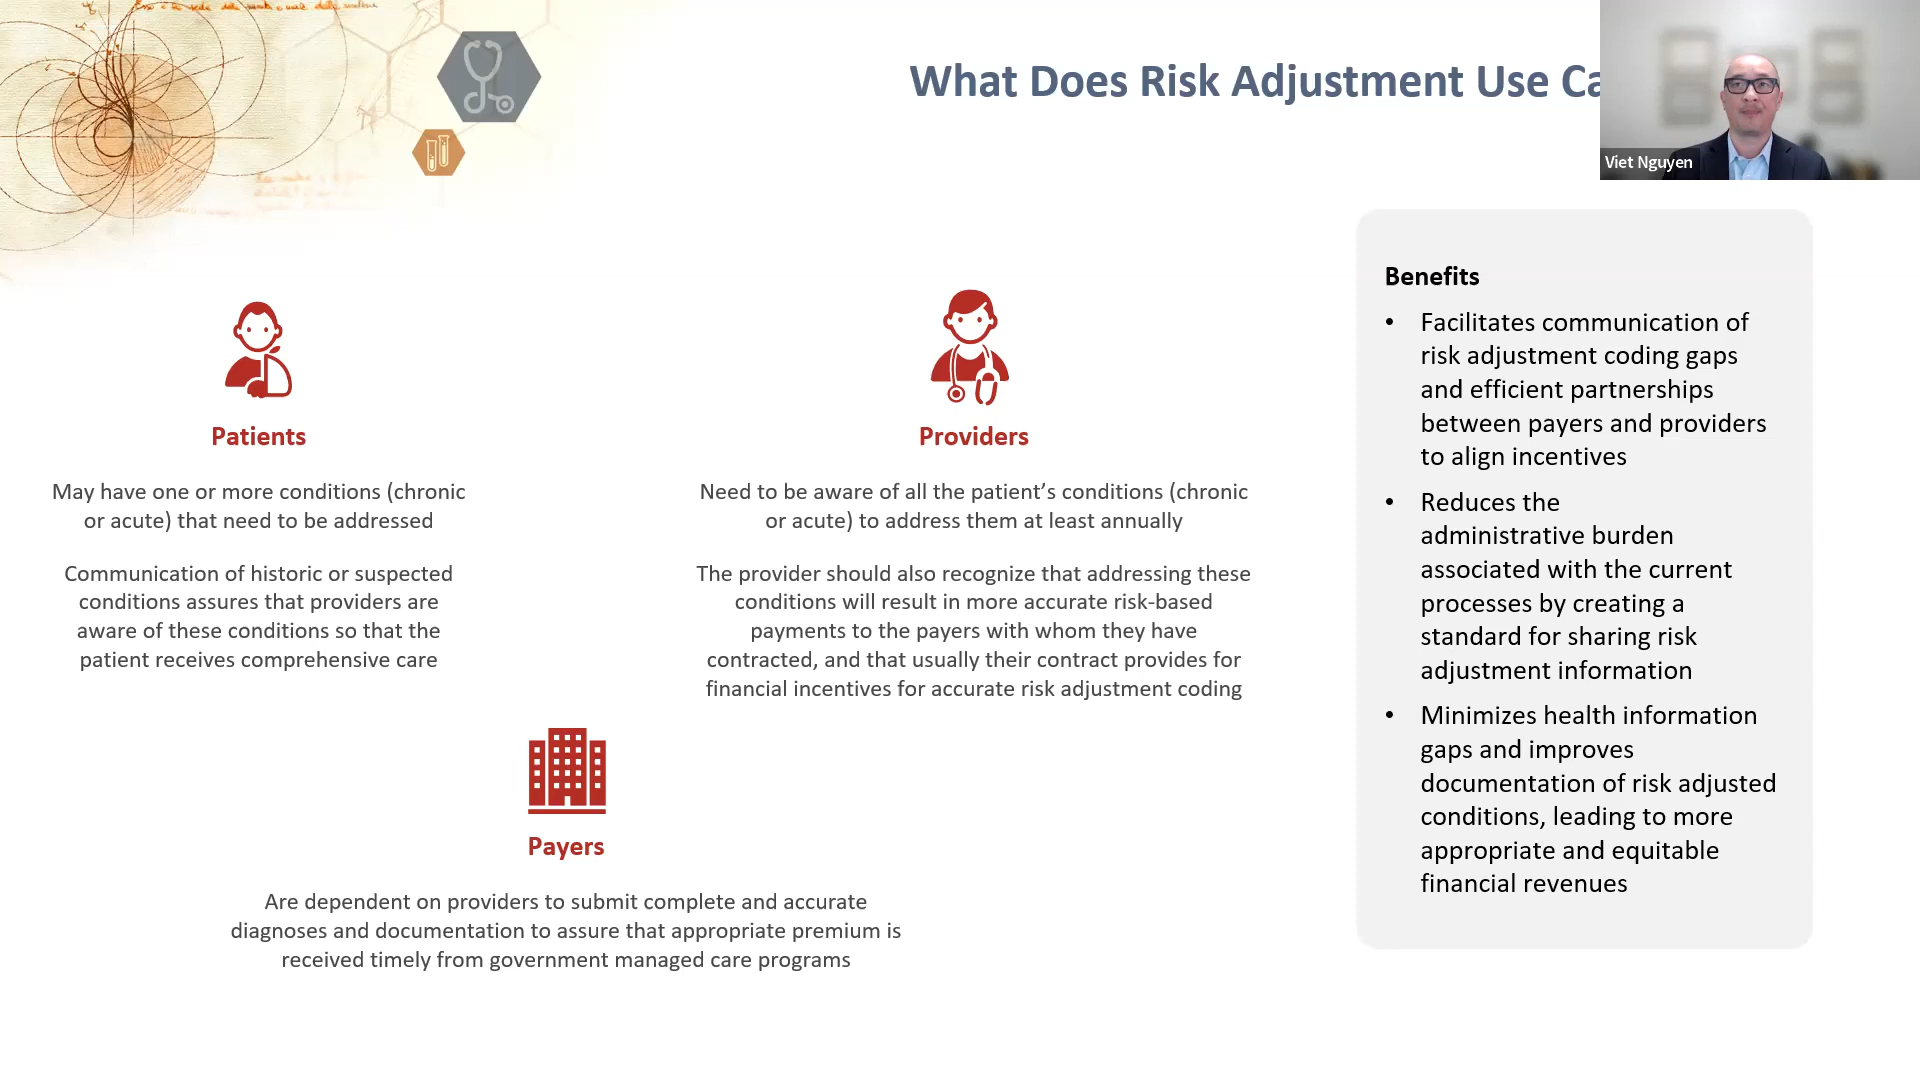 What Does Risk Adjustment Use Ca
Viet Nguyen
Patients
May have one or more conditions (chronic
or acute) that need to be addressed
Communication of historic or suspected
conditions assures that providers are
aware of these conditions so that the
patient receives comprehensive care
Providers
Need to be aware of all the patient’s conditions (chronic
or acute) to address them at least annually
The provider should also recognize that addressing these
conditions will result in more accurate risk-based
payments to the payers with whom they have
contracted, and that usually their contract provides for
financial incentives for accurate risk adjustment coding
Payers
Are dependent on providers to submit complete and accurate
diagnoses and documentation to assure that appropriate premium is
received timely from government managed care programs
Benefits
• Facilitates communication of
risk adjustment coding gaps
and efficient partnerships
between payers and providers
to align incentives
• Reduces the
administrative burden
associated with the current
processes by creating a
standard for sharing risk
adjustment information
• Minimizes health information
gaps and improves
documentation of risk adjusted
conditions, leading to more
appropriate and equitable
financial revenues